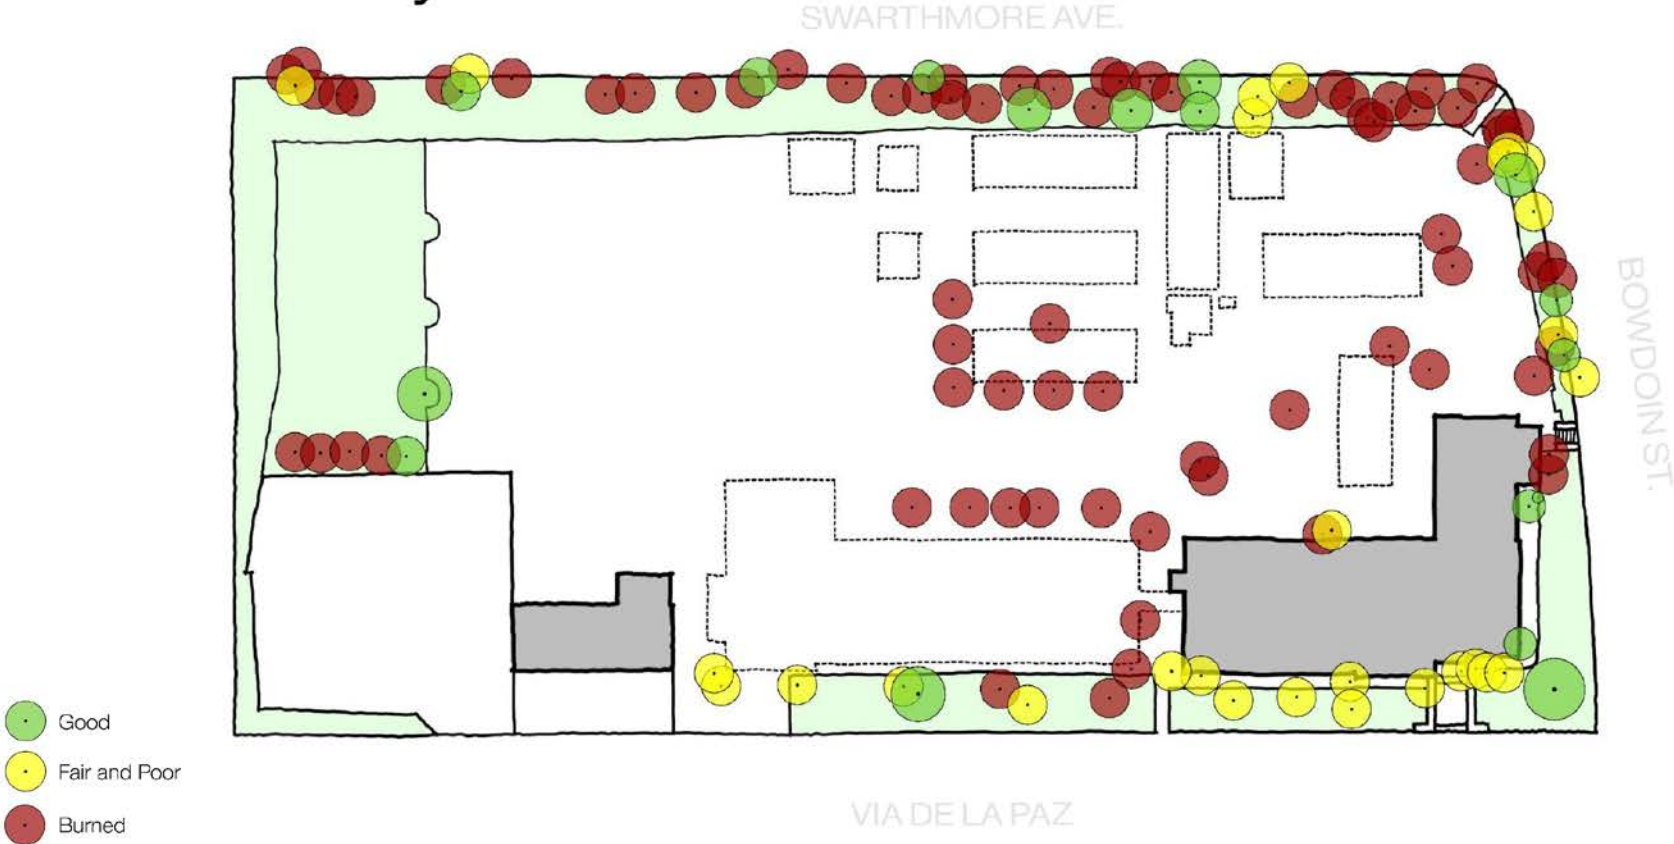 SWARTHMORE AVE.
BOWDOIN ST.
Good
Fair and Poor
Burned
VIA DE LA PAZ